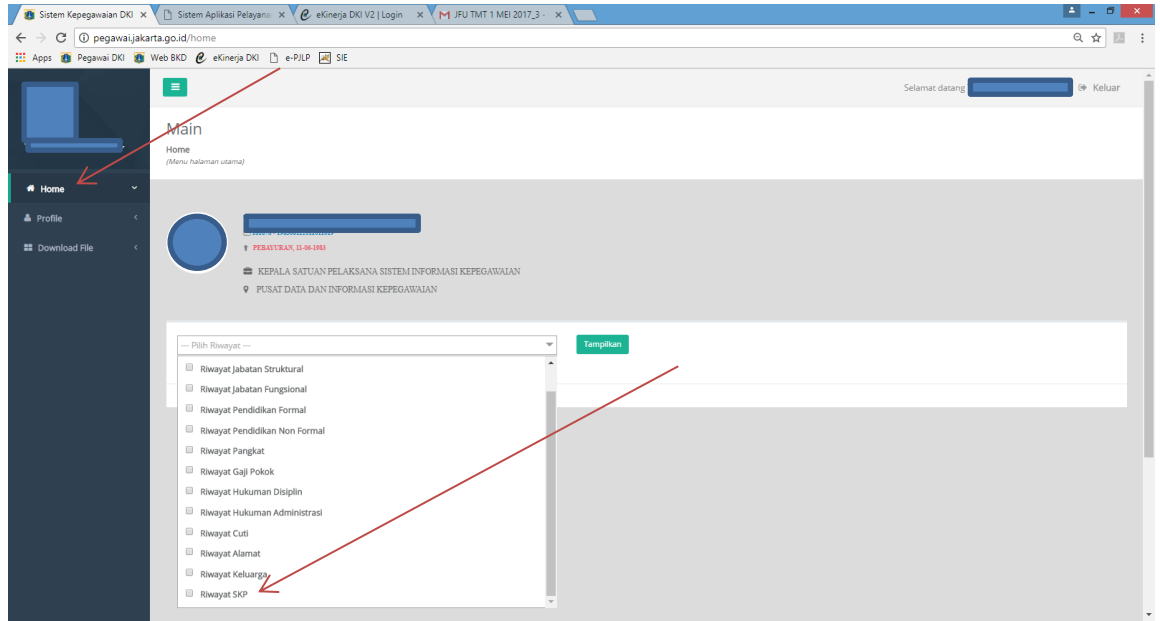 Sistem Kepegawaian DKI
Sistem Aplikasi Pelayana
eKinerja DKI V2 | Login
JFU TMT 1 MEI 2017_3 -
pegawai.jakarta.go.id/home
Apps Pegawai DKI Web BKD eKinerja DKI e-PJLP SIE
Selamat datang
Keluar
Main
Home
(Menu halaman utama)
Home
Profile
Download File
PEBAYURAN, 11-06-1983
KEPALA SATUAN PELAKSANA SISTEM INFORMASI KEPEGAWAIAN
PUSAT DATA DAN INFORMASI KEPEGAWAIAN
--- Pilih Riwayat ---
Tampilkan
Riwayat Jabatan Struktural
Riwayat Jabatan Fungsional
Riwayat Pendidikan Formal
Riwayat Pendidikan Non Formal
Riwayat Pangkat
Riwayat Gaji Pokok
Riwayat Hukuman Disiplin
Riwayat Hukuman Administrasi
Riwayat Cuti
Riwayat Alamat
Riwayat Keluarga
Riwayat SKP